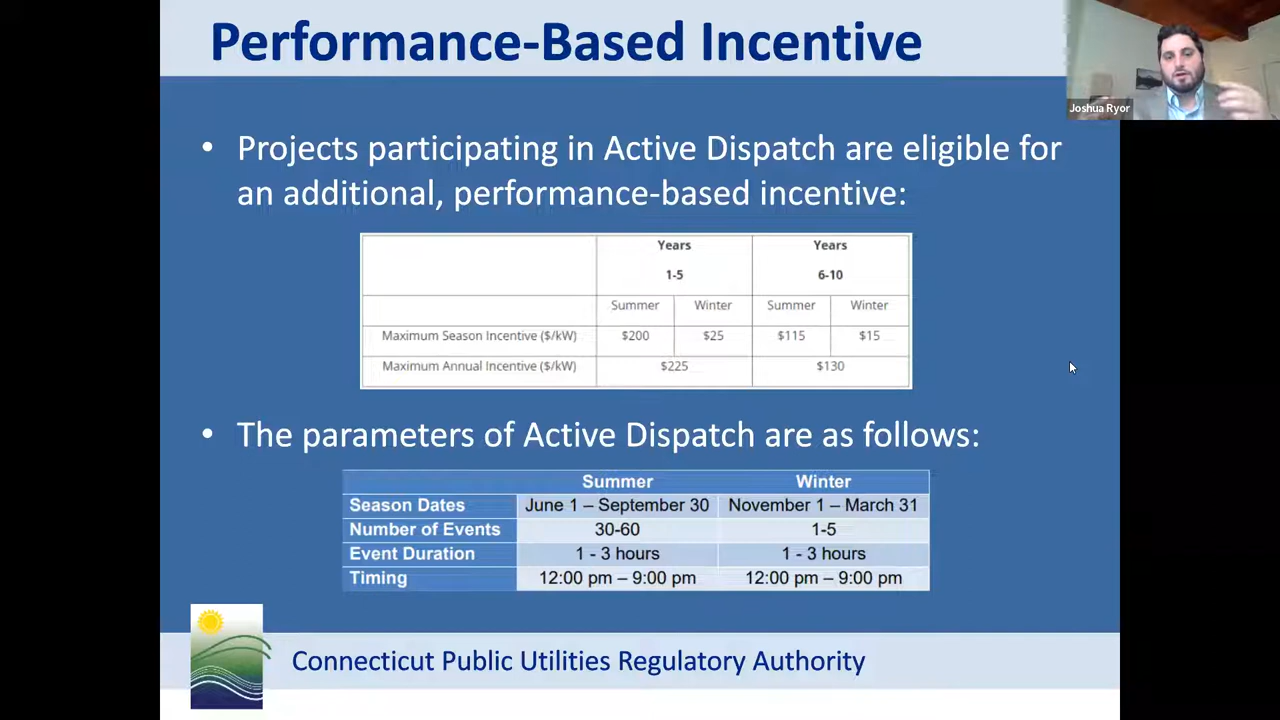 Performance-Based Incentive
Joshua Ryor
• Projects participating in Active Dispatch are eligible for
an additional, performance-based incentive:
Years Years
1-5 6-10
Summer Winter Summer Winter
Maximum Season Incentive ($/kW) $200 $25 $115 $15
Maximum Annual Incentive ($/kW) $225 $130
• The parameters of Active Dispatch are as follows:
Summer Winter
Season Dates June 1 – September 30 November 1 – March 31
Number of Events 30-60 1-5
Event Duration 1 - 3 hours 1 - 3 hours
Timing 12:00 pm – 9:00 pm 12:00 pm – 9:00 pm
Connecticut Public Utilities Regulatory Authority